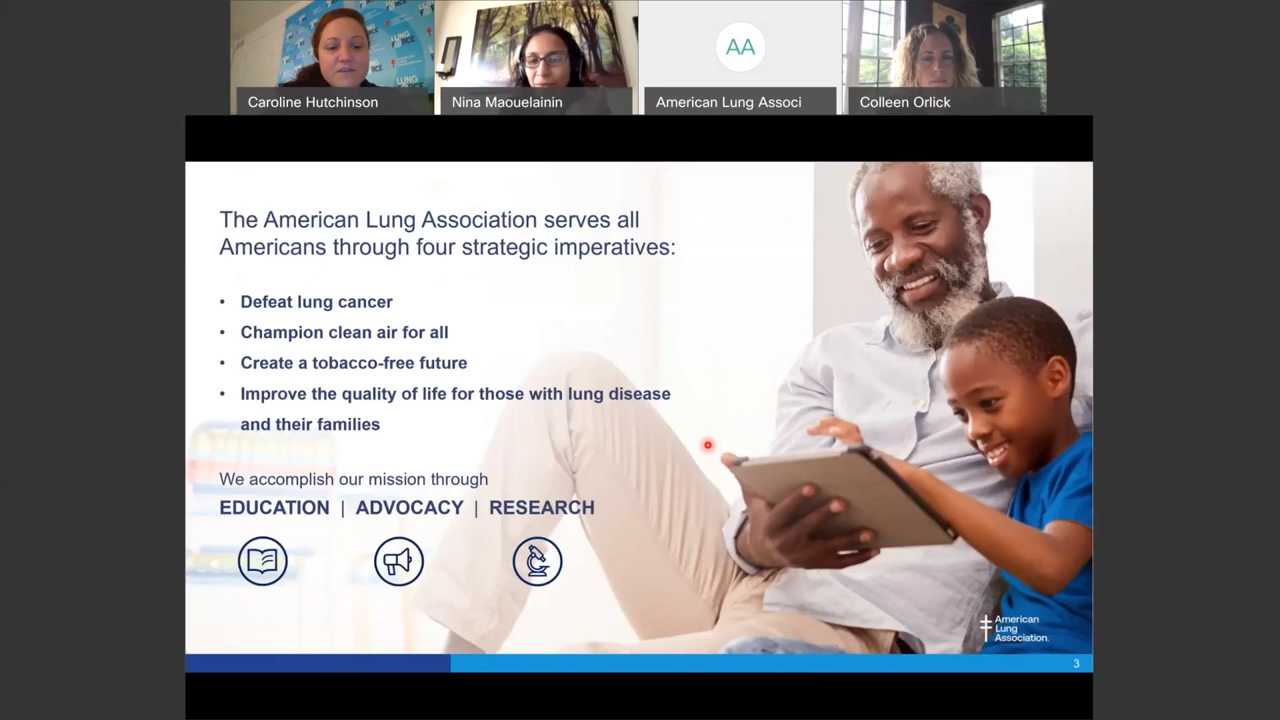 Caroline Hutchinson
Nina Maouelainin
AA
American Lung Associ
Colleen Orlick
The American Lung Association serves all
Americans through four strategic imperatives:
• Defeat lung cancer
• Champion clean air for all
• Create a tobacco-free future
• Improve the quality of life for those with lung disease
and their families
We accomplish our mission through
EDUCATION | ADVOCACY | RESEARCH
American
Lung
Association.
3